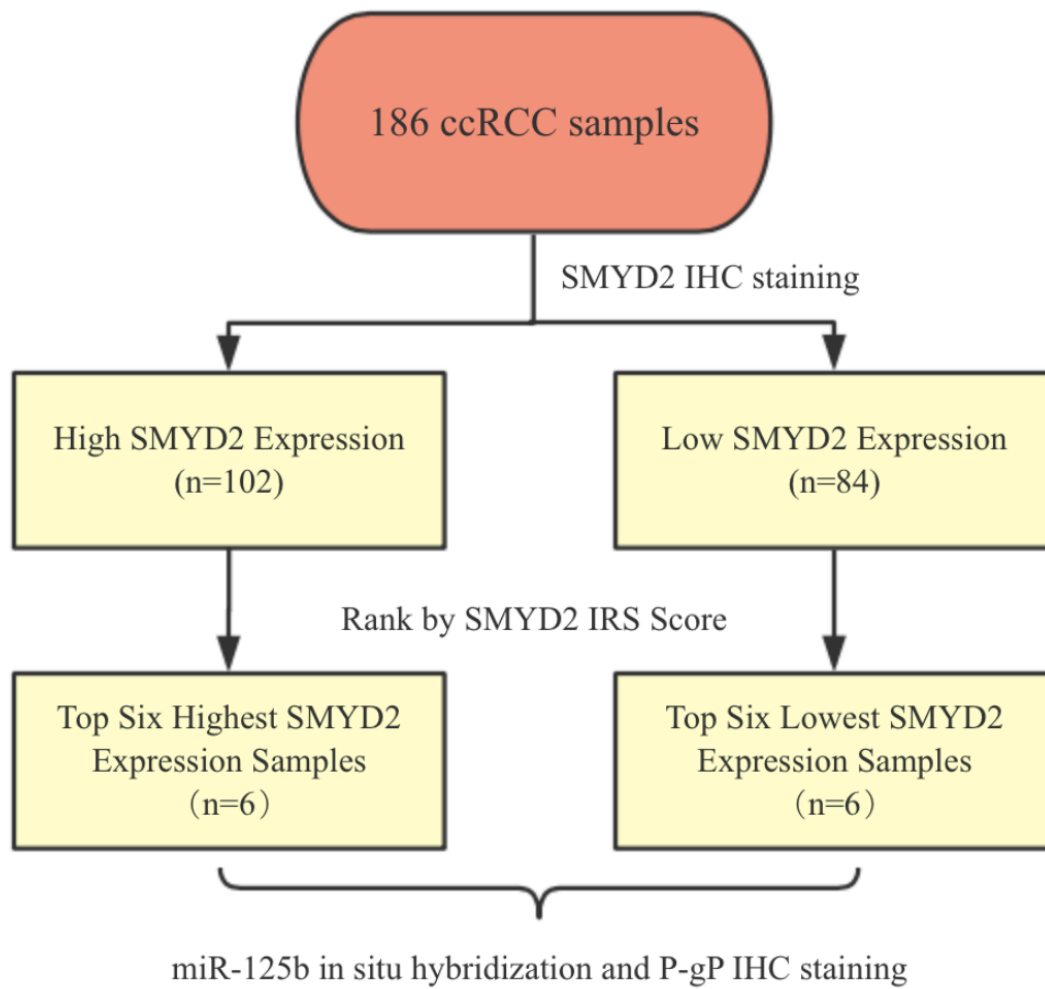 186 ccRCC samples
SMYD2 IHC staining
High SMYD2 Expression
(n=102)
Low SMYD2 Expression
(n=84)
Rank by SMYD2 IRS Score
Top Six Highest SMYD2
Expression Samples
（n=6）
Top Six Lowest SMYD2
Expression Samples
（n=6）
miR-125b in situ hybridization and P-gP IHC staining